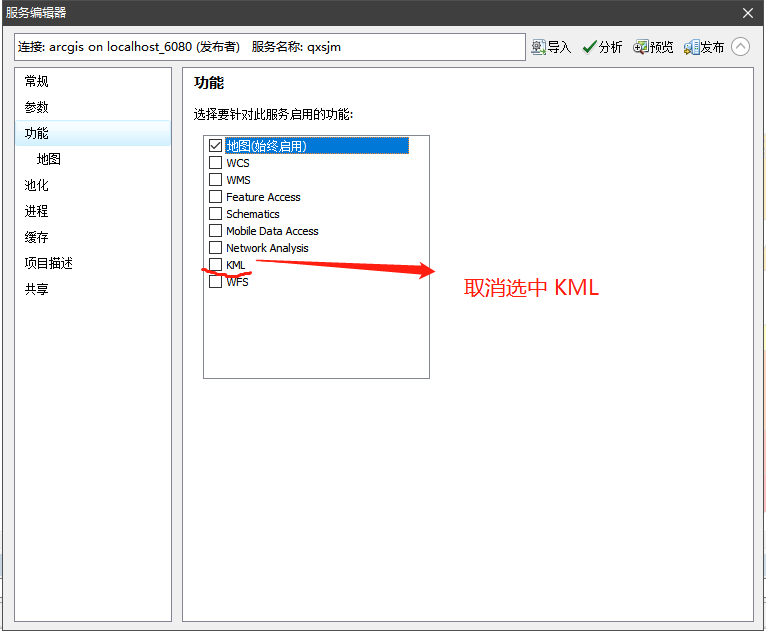 服务编辑器
连接: arcgis on localhost_6080 (发布者) 服务名称: qxsjm
导入 分析 预览 发布
常规
参数
功能
地图
池化
进程
缓存
项目描述
共享
功能
选择要针对此服务启用的功能:
地图(始终启用)
WCS
WMS
Feature Access
Schematics
Mobile Data Access
Network Analysis
KML
WFS
取消选中 KML